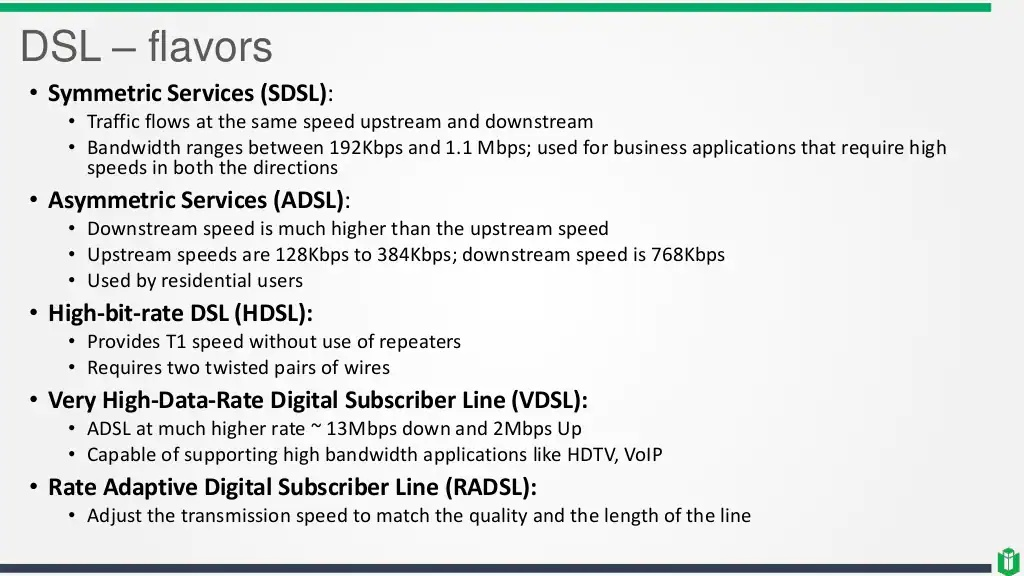 DSL – flavors
• Symmetric Services (SDSL):
• Traffic flows at the same speed upstream and downstream
• Bandwidth ranges between 192Kbps and 1.1 Mbps; used for business applications that require high
speeds in both the directions
• Asymmetric Services (ADSL):
• Downstream speed is much higher than the upstream speed
• Upstream speeds are 128Kbps to 384Kbps; downstream speed is 768Kbps
• Used by residential users
• High-bit-rate DSL (HDSL):
• Provides T1 speed without use of repeaters
• Requires two twisted pairs of wires
• Very High-Data-Rate Digital Subscriber Line (VDSL):
• ADSL at much higher rate ~ 13Mbps down and 2Mbps Up
• Capable of supporting high bandwidth applications like HDTV, VoIP
• Rate Adaptive Digital Subscriber Line (RADSL):
• Adjust the transmission speed to match the quality and the length of the line